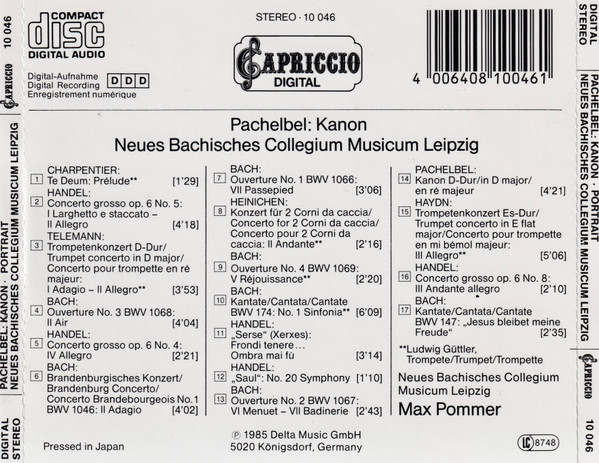 COMPACT
disc
DIGITAL AUDIO
Digital-Aufnahme
Digital Recording
Enregistrement numérique
D D D
STEREO · 10 046
CAPRICCIO
DIGITAL
4 006408 100461
Pachelbel: Kanon
Neues Bachisches Collegium Musicum Leipzig
CHARPENTIER:
1 Te Deum: Prélude** [1'29]
HANDEL:
2 Concerto grosso op. 6 No. 5:
I Larghetto e staccato –
II Allegro [4'18]
TELEMANN:
3 Trompetenkonzert D-Dur/
Trumpet concerto in D major/
Concerto pour trompette en ré
majeur:
I Adagio – II Allegro** [3'53]
BACH:
4 Ouverture No. 3 BWV 1068:
II Air [4'04]
HANDEL:
5 Concerto grosso op. 6 No. 4:
IV Allegro [2'21]
BACH:
6 Brandenburgisches Konzert/
Brandenburg Concerto/
Concerto Brandebourgeois No. 1
BWV 1046: II Adagio [4'02]
BACH:
7 Ouverture No. 1 BWV 1066:
VII Passepied [3'06]
HEINICHEN:
8 Konzert für 2 Corni da caccia/
Concerto for 2 Corni da caccia/
Concerto pour 2 Corni da
caccia: II Andante** [2'16]
BACH:
9 Ouverture No. 4 BWV 1069:
V Réjouissance** [2'20]
BACH:
10 Kantate/Cantata/Cantate
BWV 174: No. 1 Sinfonia** [6'09]
HANDEL:
11 „Serse“ (Xerxes):
Frondi tenere...
Ombra mai fù [3'14]
HANDEL:
12 „Saul“: No. 20 Symphony [1'10]
BACH:
13 Ouverture No. 2 BWV 1067:
VI Menuet – VII Badinerie [2'43]
PACHELBEL:
14 Kanon D-Dur/in D major/
en ré majeur [4'21]
HAYDN:
15 Trompetenkonzert Es-Dur/
Trumpet concerto in E flat
major/Concerto pour trompette
en mi bémol majeur:
III Allegro** [5'06]
HANDEL:
16 Concerto grosso op. 6 No. 8:
III Andante allegro [2'10]
BACH:
17 Kantate/Cantata/Cantate
BWV 147: „Jesus bleibet meine
Freude“ [2'35]
**Ludwig Güttler,
Trompete/Trumpet/Trompette
Neues Bachisches Collegium
Musicum Leipzig
Max Pommer
Pressed in Japan
℗ 1985 Delta Music GmbH
5020 Königsdorf, Germany
LC 8748
DIGITAL
STEREO
PACHELBEL: KANON · PORTRAIT
NEUES BACHISCHES COLLEGIUM MUSICUM LEIPZIG
CAPRICCIO
10 046
DIGITAL
STEREO
PACHELBEL: KANON · PORTRAIT
NEUES BACHISCHES COLLEGIUM MUSICUM LEIPZIG
CAPRICCIO
10 046